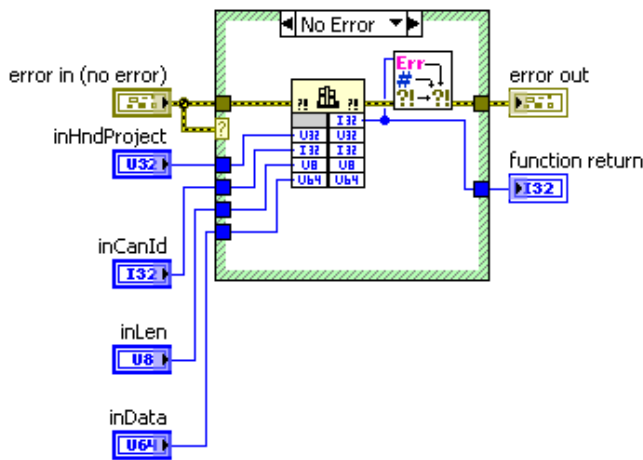 No Error
error in (no error)
Err
error out
?!
?!
#
?!
?!
?
I32
inHndProject
U32
U32
function return
U32
I32
I32
U8
U8
I32
U64
U64
inCanId
I32
inLen
U8
inData
U64